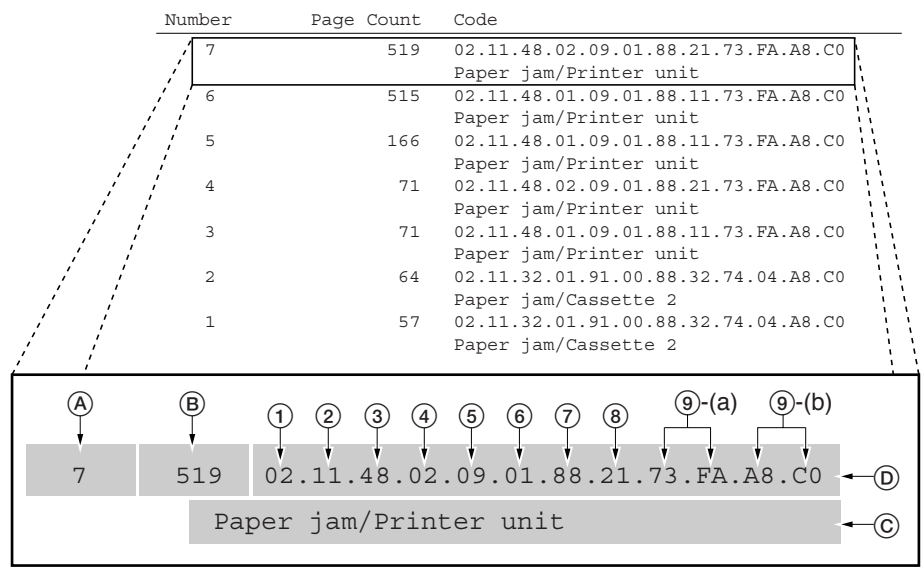 Number Page Count Code
7 519 02.11.48.02.09.01.88.21.73.FA.A8.C0
Paper jam/Printer unit
6 515 02.11.48.01.09.01.88.11.73.FA.A8.C0
Paper jam/Printer unit
5 166 02.11.48.01.09.01.88.11.73.FA.A8.C0
Paper jam/Printer unit
4 71 02.11.48.02.09.01.88.21.73.FA.A8.C0
Paper jam/Printer unit
3 71 02.11.48.01.09.01.88.11.73.FA.A8.C0
Paper jam/Printer unit
2 64 02.11.32.01.91.00.88.32.74.04.A8.C0
Paper jam/Cassette 2
1 57 02.11.32.01.91.00.88.32.74.04.A8.C0
Paper jam/Cassette 2
Ⓐ Ⓑ ① ② ③ ④ ⑤ ⑥ ⑦ ⑧ ⑨-(a) ⑨-(b)
7 519 02.11.48.02.09.01.88.21.73.FA.A8.C0 Ⓓ
Paper jam/Printer unit Ⓒ